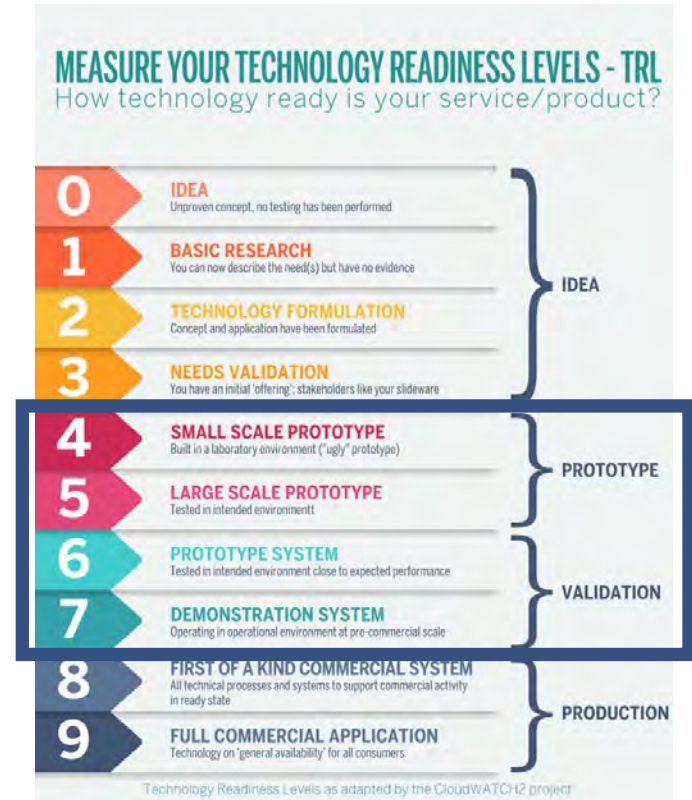 MEASURE YOUR TECHNOLOGY READINESS LEVELS - TRL
How technology ready is your service/product?
0
IDEA
Unproven concept, no testing has been performed
1
BASIC RESEARCH
You can now describe the need(s) but have no evidence
2
TECHNOLOGY FORMULATION
Concept and application have been formulated
3
NEEDS VALIDATION
You have an initial 'offering'; stakeholders like your slideware
IDEA
4
SMALL SCALE PROTOTYPE
Built in a laboratory environment ("ugly" prototype)
5
LARGE SCALE PROTOTYPE
Tested in intended environmentt
PROTOTYPE
6
PROTOTYPE SYSTEM
Tested in intended environment close to expected performance
7
DEMONSTRATION SYSTEM
Operating in operational environment at pre-commercial scale
VALIDATION
8
FIRST OF A KIND COMMERCIAL SYSTEM
All technical processes and systems to support commercial activity
in ready state
9
FULL COMMERCIAL APPLICATION
Technology on 'general availability' for all consumers
PRODUCTION
Technology Readiness Levels as adapted by the CloudWATCH2 project